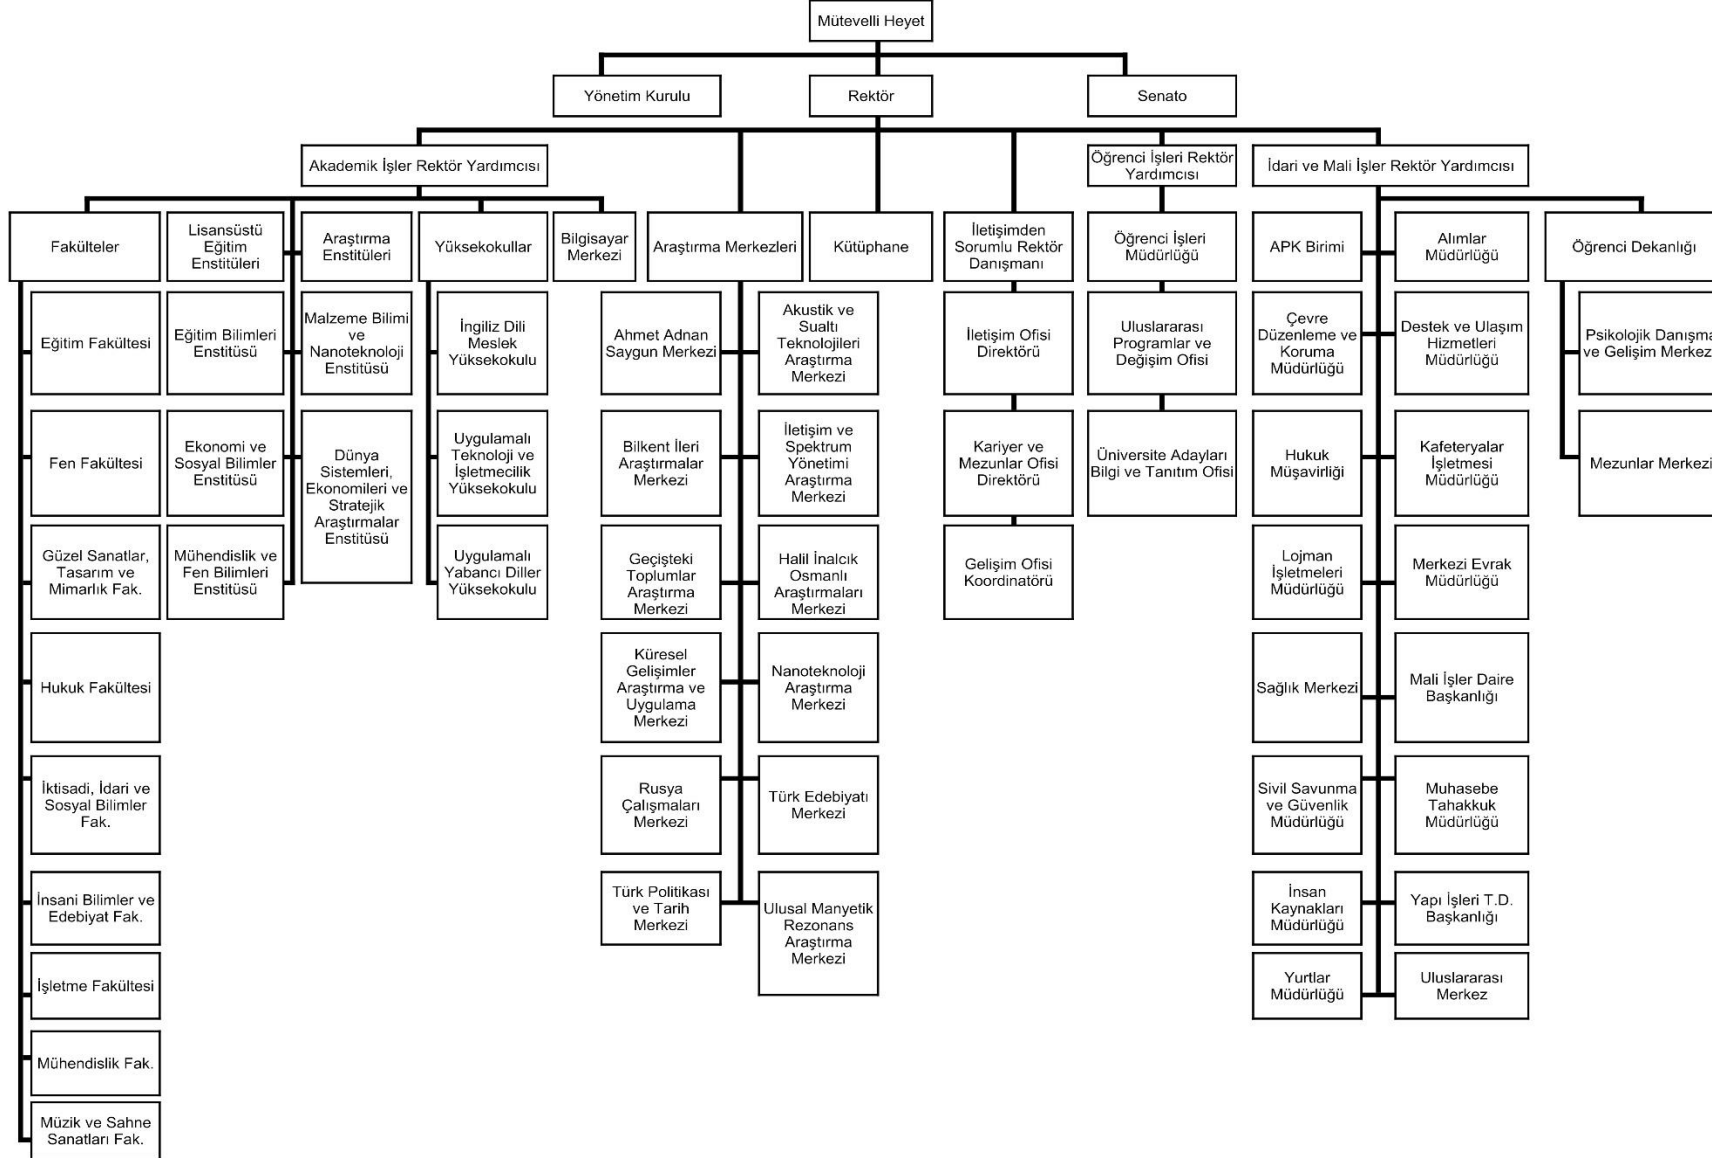 Mütevelli Heyet
Yönetim Kurulu
Rektör
Senato
Akademik İşler Rektör Yardımcısı
Öğrenci İşleri Rektör
Yardımcısı
İdari ve Mali İşler Rektör Yardımcısı
Fakülteler
Lisansüstü
Eğitim
Enstitüleri
Araştırma
Enstitüleri
Yüksekokullar
Bilgisayar
Merkezi
Araştırma Merkezleri
Kütüphane
İletişimden
Sorumlu Rektör
Danışmanı
Öğrenci İşleri
Müdürlüğü
APK Birimi
Alımlar
Müdürlüğü
Öğrenci Dekanlığı
Eğitim Fakültesi
Eğitim Bilimleri
Enstitüsü
Malzeme Bilimi
ve
Nanoteknoloji
Enstitüsü
İngiliz Dili
Meslek
Yüksekokulu
Ahmet Adnan
Saygun Merkezi
Akustik ve
Sualtı
Teknolojileri
Araştırma
Merkezi
İletişim Ofisi
Direktörü
Uluslararası
Programlar ve
Değişim Ofisi
Çevre
Düzenleme ve
Koruma
Müdürlüğü
Destek ve Ulaşım
Hizmetleri
Müdürlüğü
Psikolojik Danışma
ve Gelişim Merkez
Fen Fakültesi
Ekonomi ve
Sosyal Bilimler
Enstitüsü
Dünya
Sistemleri,
Ekonomileri ve
Stratejik
Araştırmalar
Enstitüsü
Uygulamalı
Teknoloji ve
İşletmecilik
Yüksekokulu
Bilkent İleri
Araştırmalar
Merkezi
İletişim ve
Spektrum
Yönetimi
Araştırma
Merkezi
Kariyer ve
Mezunlar Ofisi
Direktörü
Üniversite Adayları
Bilgi ve Tanıtım Ofisi
Hukuk
Müşavirliği
Kafeteryalar
İşletmesi
Müdürlüğü
Mezunlar Merkezi
Güzel Sanatlar,
Tasarım ve
Mimarlık Fak.
Mühendislik ve
Fen Bilimleri
Enstitüsü
Uygulamalı
Yabancı Diller
Yüksekokulu
Geçişteki
Toplumlar
Araştırma
Merkezi
Halil İnalcık
Osmanlı
Araştırmaları
Merkezi
Gelişim Ofisi
Koordinatörü
Lojman
İşletmeleri
Müdürlüğü
Merkezi Evrak
Müdürlüğü
Hukuk Fakültesi
Küresel
Gelişimler
Araştırma ve
Uygulama
Merkezi
Nanoteknoloji
Araştırma
Merkezi
Sağlık Merkezi
Mali İşler Daire
Başkanlığı
İktisadi, İdari ve
Sosyal Bilimler
Fak.
Rusya
Çalışmaları
Merkezi
Türk Edebiyatı
Merkezi
Sivil Savunma
ve Güvenlik
Müdürlüğü
Muhasebe
Tahakkuk
Müdürlüğü
İnsani Bilimler ve
Edebiyat Fak.
Türk Politikası
ve Tarih
Merkezi
Ulusal Manyetik
Rezonans
Araştırma
Merkezi
İnsan
Kaynakları
Müdürlüğü
Yapı İşleri T.D.
Başkanlığı
İşletme Fakültesi
Yurtlar
Müdürlüğü
Uluslararası
Merkez
Mühendislik Fak.
Müzik ve Sahne
Sanatları Fak.